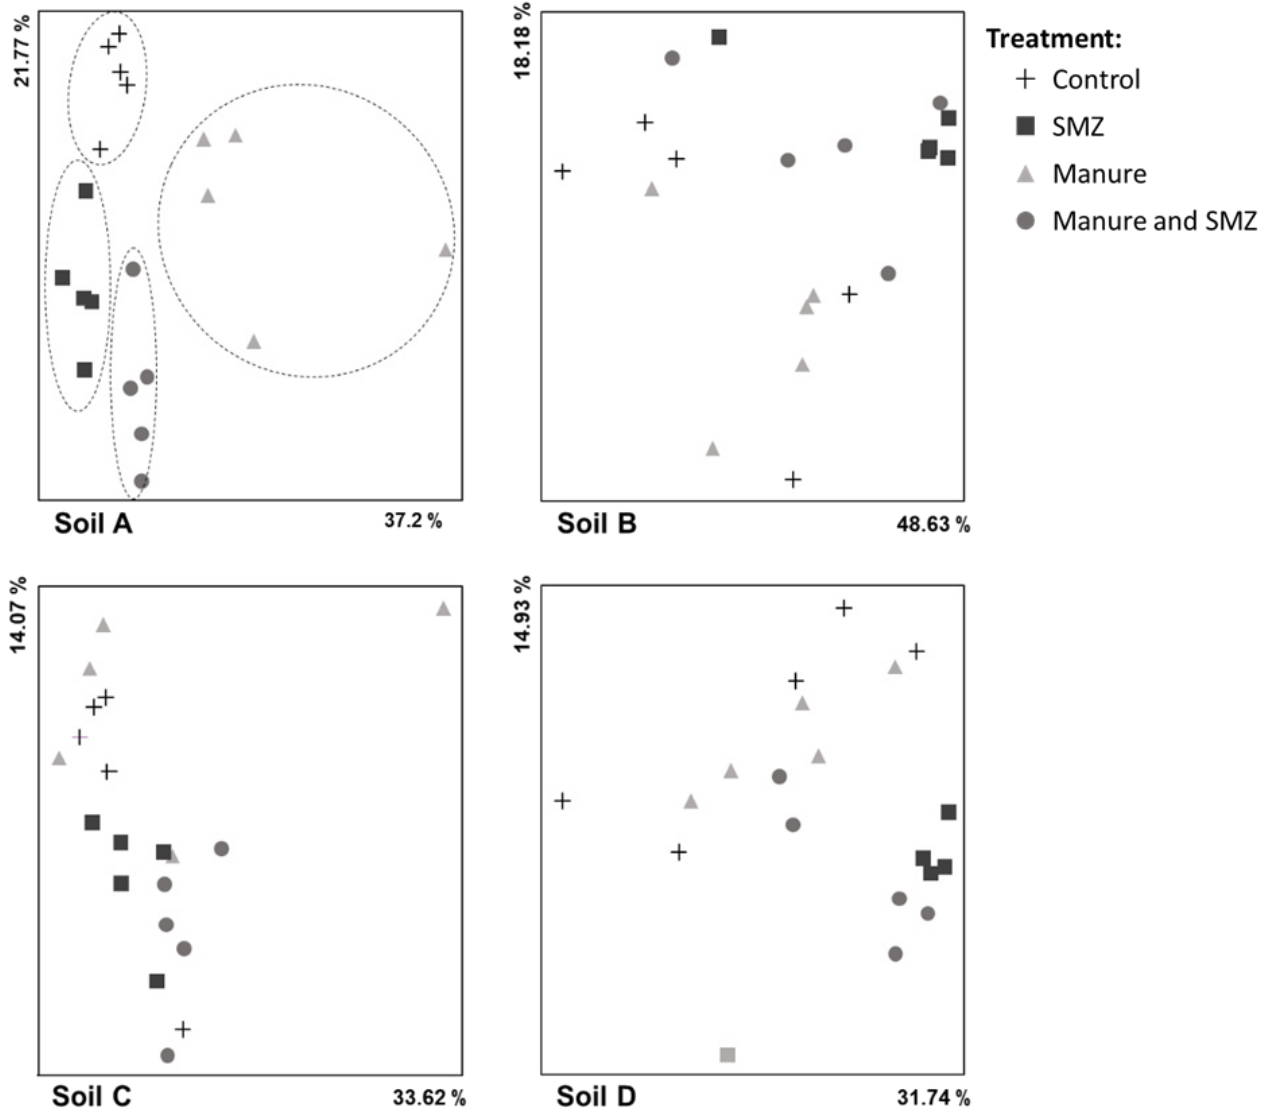 21.77 %
18.18 %
Treatment:
Control
SMZ
Manure
Manure and SMZ
Soil A
37.2 %
Soil B
48.63 %
14.07 %
14.93 %
Soil C
33.62 %
Soil D
31.74 %